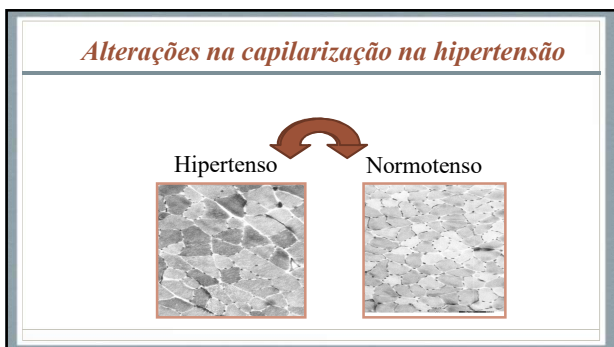 Alterações na capilarização na hipertensão
Hipertenso
Normotenso